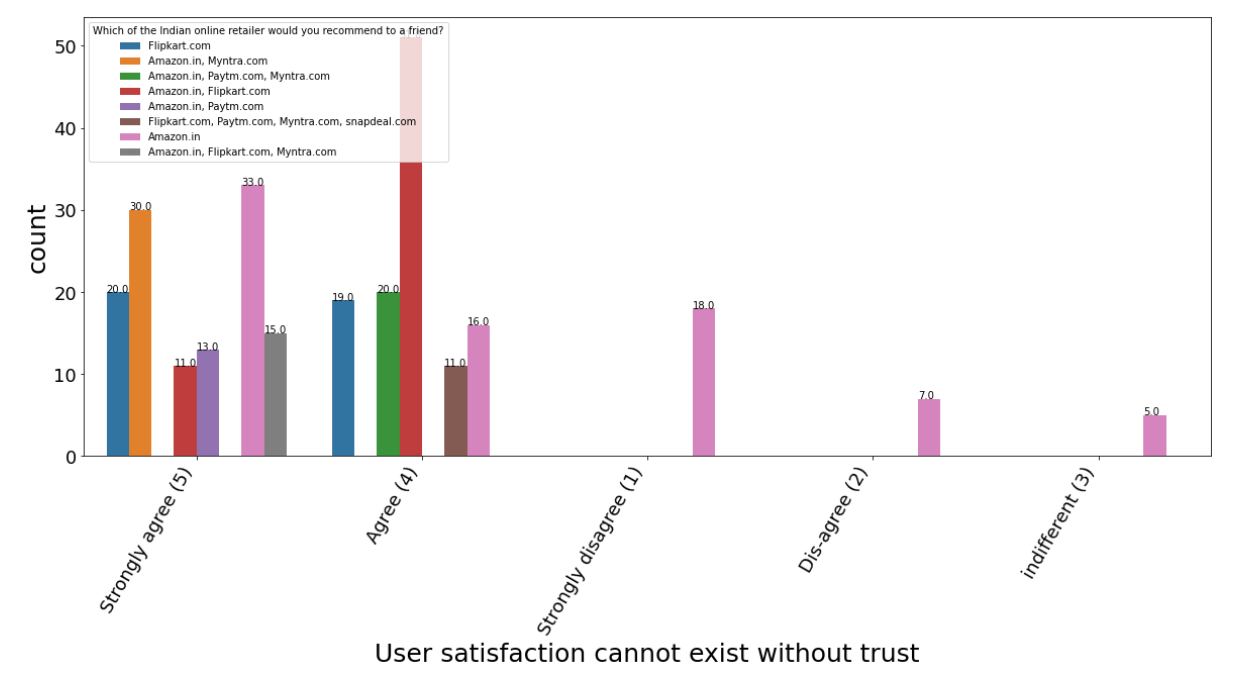 Which of the Indian online retailer would you recommend to a friend?
Flipkart.com
Amazon.in, Myntra.com
Amazon.in, Paytm.com, Myntra.com
Amazon.in, Flipkart.com
Amazon.in, Paytm.com
Flipkart.com, Paytm.com, Myntra.com, snapdeal.com
Amazon.in
Amazon.in, Flipkart.com, Myntra.com
50
40
30
20
10
0
count
20.0
30.0
11.0
13.0
33.0
15.0
19.0
20.0
11.0
16.0
18.0
7.0
5.0
Strongly agree (5)
Agree (4)
Strongly disagree (1)
Dis-agree (2)
indifferent (3)
User satisfaction cannot exist without trust